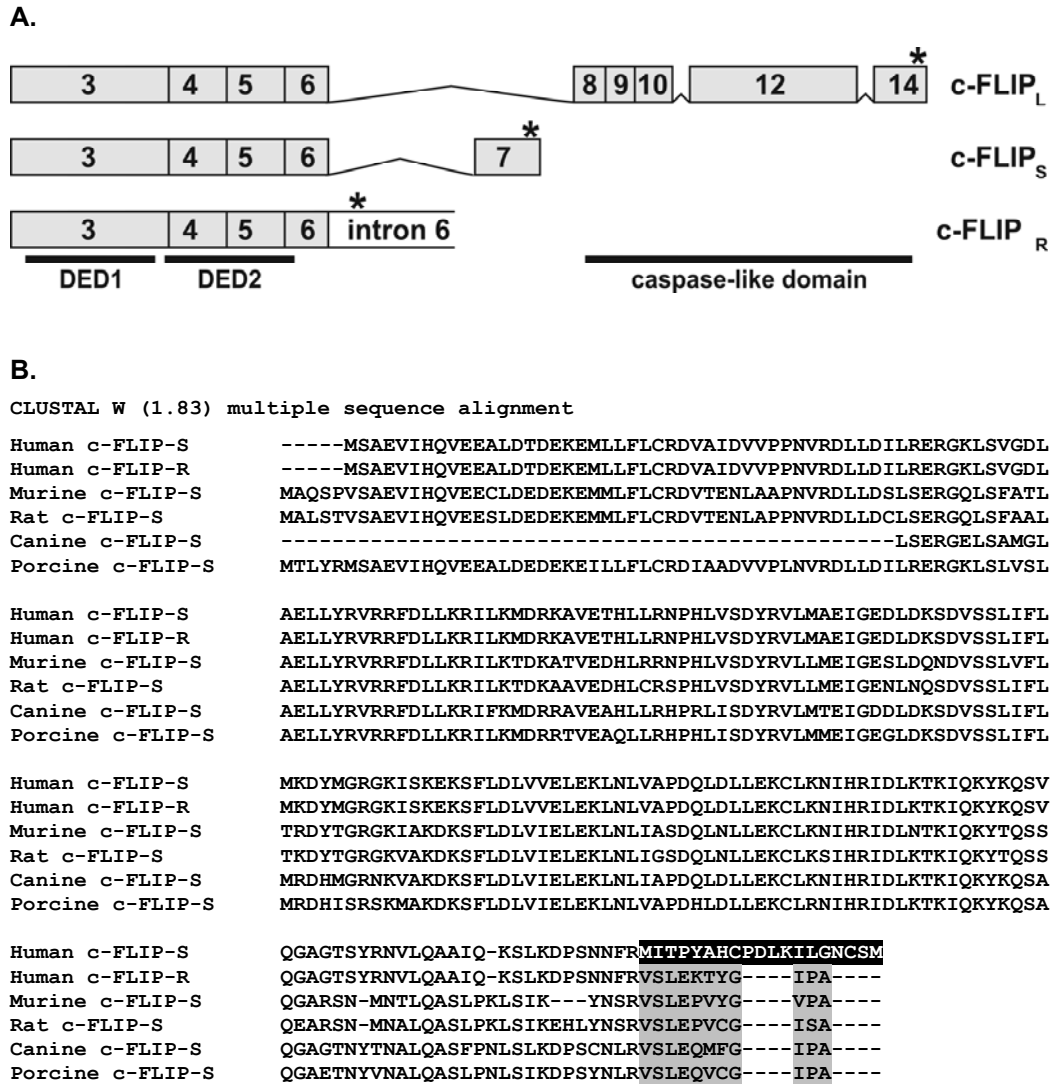 A.
3 4 5 6 8 9 10 12 14 * c-FLIP L
3 4 5 6 7 * c-FLIP S
3 4 5 6 * intron 6 c-FLIP R
DED1 DED2 caspase-like domain
B.
CLUSTAL W (1.83) multiple sequence alignment
Human c-FLIP-S -----MSAEVIHQVEEALDTDEKEMLLFLCRDVAIDVVPPNVRDLLDILRERGKLSVGDL
Human c-FLIP-R -----MSAEVIHQVEEALDTDEKEMLLFLCRDVAIDVVPPNVRDLLDILRERGKLSVGDL
Murine c-FLIP-S MAQSPVSAEVIHQVEECLDEDEKEMMLFLCRDVTENLAAPNVRDLLDSLSERGQLSFATL
Rat c-FLIP-S MALSTVSAEVIHQVEESLDEDEKEMMLFLCRDVTENLAPPNVRDLLDCLSERGQLSFAAL
Canine c-FLIP-S ------------------------------------------------LSERGELSAMGL
Porcine c-FLIP-S MTLYRMSAEVIHQVEEALDEDEKEILLFLCRDIAADVVPLNVRDLLDILRERGKLSLVSL
Human c-FLIP-S AELLYRVRRFDLLKRILKMDRKAVETHLLRNPHLVSDYRVLMAEIGEDLDKSDVSSLIFL
Human c-FLIP-R AELLYRVRRFDLLKRILKMDRKAVETHLLRNPHLVSDYRVLMAEIGEDLDKSDVSSLIFL
Murine c-FLIP-S AELLYRVRRFDLLKRILKTDKATVEDHLRRNPHLVSDYRVLLMEIGESLDQNDVSSLVFL
Rat c-FLIP-S AELLYRVRRFDLLKRILKTDKAAVEDHLCRSPHLVSDYRVLLMEIGENLNQSDVSSLIFL
Canine c-FLIP-S AELLYRVRRFDLLKRIFKMDRRAVEAHLLRHPRLISDYRVLMTEIGDDLDKSDVSSLIFL
Porcine c-FLIP-S AELLYRVRRFDLLKRILKMDRRTVEAQLLRHPHLISDYRVLMMEIGEGLDKSDVSSLIFL
Human c-FLIP-S MKDYMGRGKISKEKSFLDLVVELEKLNLVAPDQLDLLEKCLKNIHRIDLKTKIQKYKQSV
Human c-FLIP-R MKDYMGRGKISKEKSFLDLVVELEKLNLVAPDQLDLLEKCLKNIHRIDLKTKIQKYKQSV
Murine c-FLIP-S TRDYTGRGKIAKDKSFLDLVIELEKLNLIASDQLNLLEKCLKNIHRIDLNTKIQKYTQSS
Rat c-FLIP-S TKDYTGRGKVAKDKSFLDLVIELEKLNLIGSDQLNLLEKCLKSIHRIDLKTKIQKYTQSS
Canine c-FLIP-S MRDHMGRNKVAKDKSFLDLVIELEKLNLIAPDQLDLLEKCLKNIHRIDLKTKIQKYKQSA
Porcine c-FLIP-S MRDHISRSKMAKDKSFLDLVIELEKLNLVAPDHLDLLEKCLRNIHRIDLKTKIQKYKQSA
Human c-FLIP-S QGAGTSYRNVLQAAIQ-KSLKDPSNNFRMITPYAHCPDLKILGNCSM
Human c-FLIP-R QGAGTSYRNVLQAAIQ-KSLKDPSNNFRVSLEKTYG----IPA----
Murine c-FLIP-S QGARSN-MNTLQASLPKLSIK---YNSRVSLEPVYG----VPA----
Rat c-FLIP-S QEARSN-MNALQASLPKLSIKEHLYNSRVSLEPVCG----ISA----
Canine c-FLIP-S QGAGTNYTNALQASFPNLSLKDPSCNLRVSLEQMFG----IPA----
Porcine c-FLIP-S QGAETNYVNALQASLPNLSIKDPSYNLRVSLEQVCG----IPA----